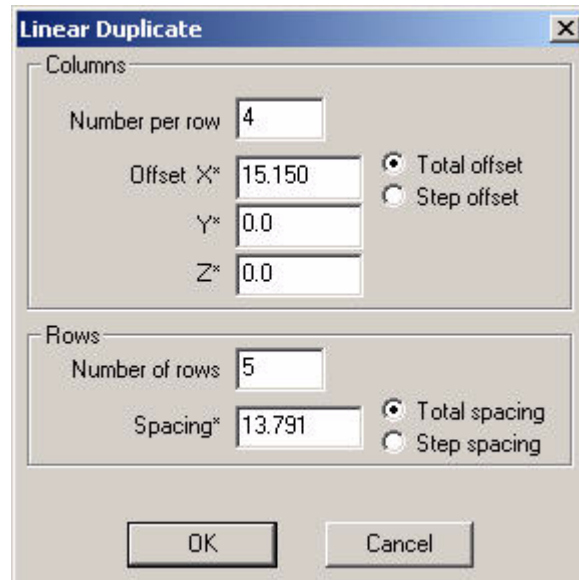 Linear Duplicate
Columns
Number per row 4
Offset X* 15.150 Total offset
Step offset
Y* 0.0
Z* 0.0
Rows
Number of rows 5
Spacing* 13.791 Total spacing
Step spacing
OK Cancel